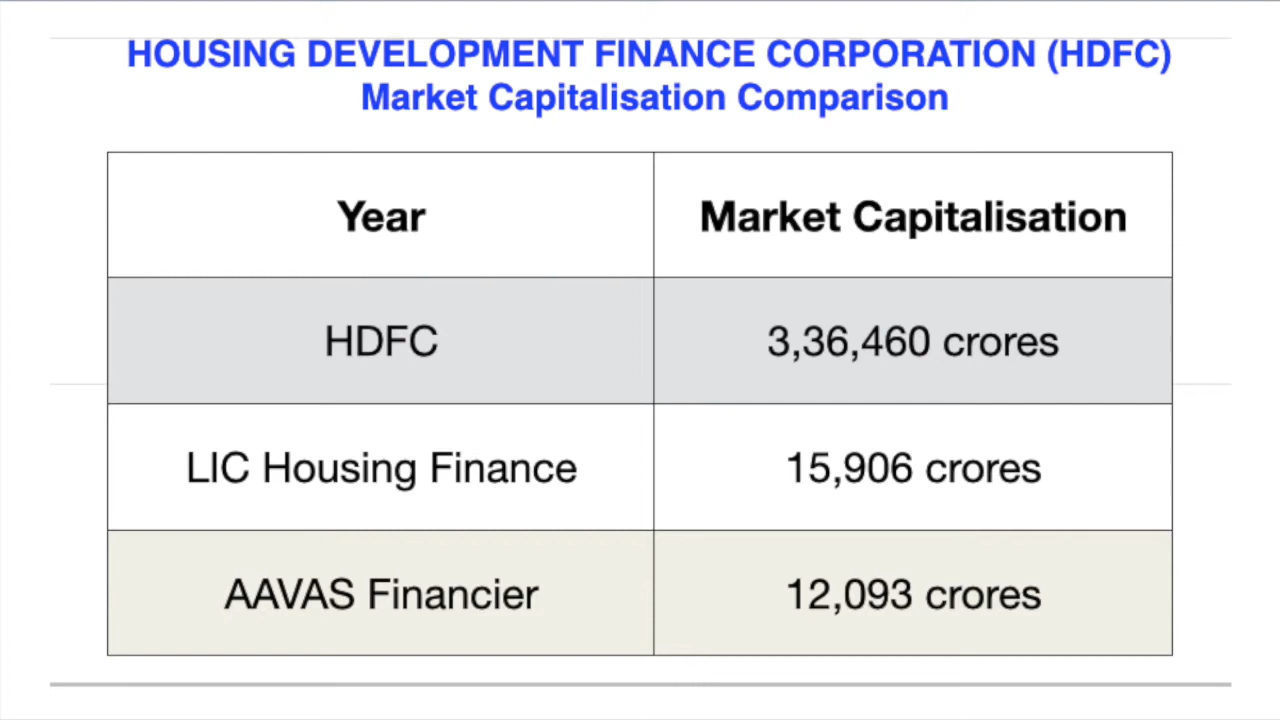 HOUSING DEVELOPMENT FINANCE CORPORATION (HDFC)
Market Capitalisation Comparison
Year Market Capitalisation
HDFC 3,36,460 crores
LIC Housing Finance 15,906 crores
AAVAS Financier 12,093 crores